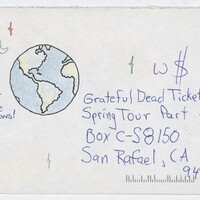 W $
Grateful Dead Ticket
Spring Tour Part
Box C-S8150
San Rafael, CA
94